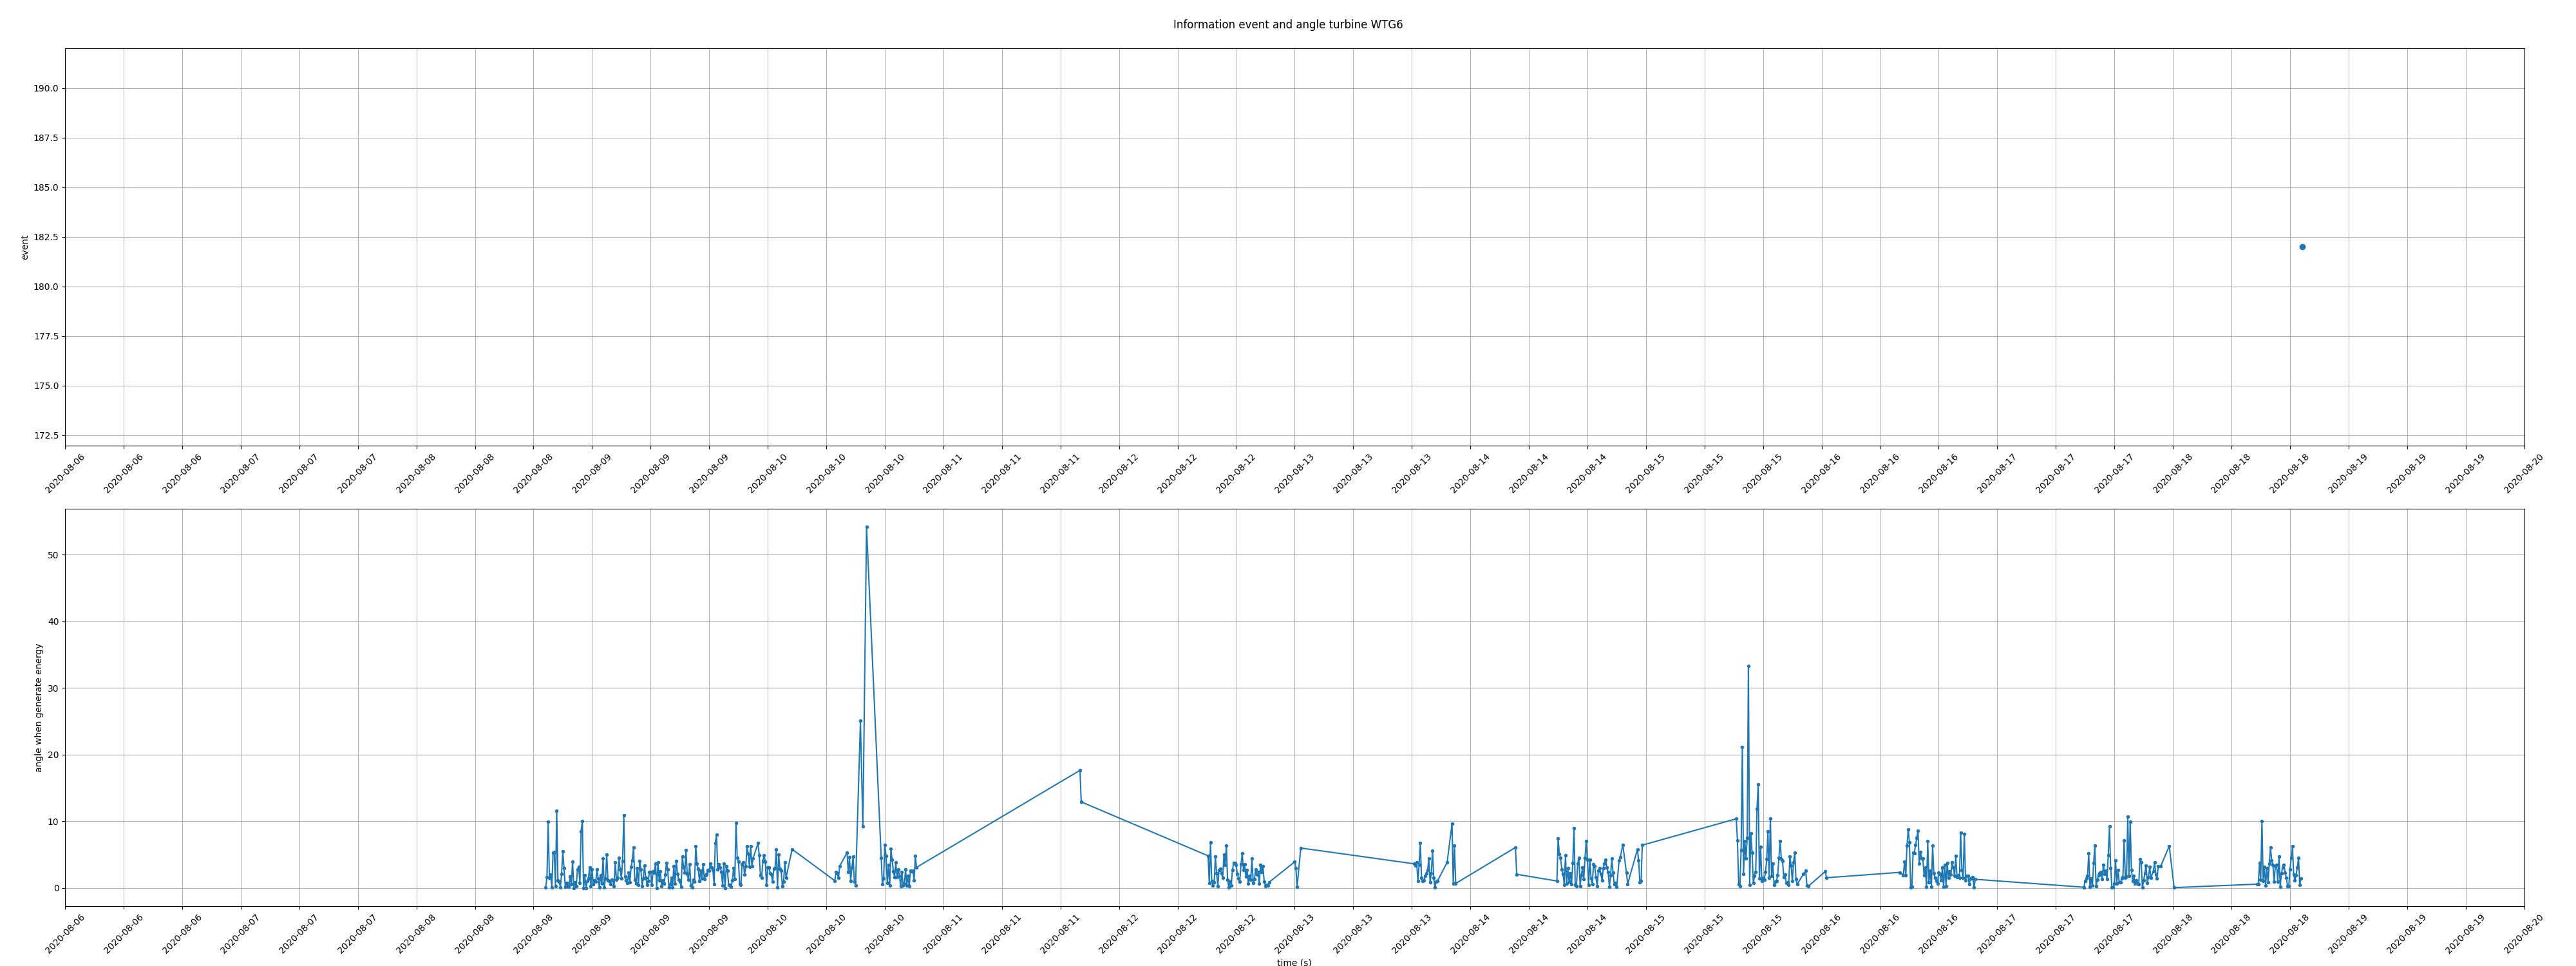 Information event and angle turbine WTG6
190.0
187.5
185.0
182.5
180.0
177.5
175.0
172.5
event
2020-08-06 2020-08-06 2020-08-06 2020-08-07 2020-08-07 2020-08-07 2020-08-08 2020-08-08 2020-08-08 2020-08-09 2020-08-09 2020-08-09 2020-08-10 2020-08-10 2020-08-10 2020-08-11 2020-08-11 2020-08-11 2020-08-12 2020-08-12 2020-08-12 2020-08-13 2020-08-13 2020-08-13 2020-08-14 2020-08-14 2020-08-14 2020-08-15 2020-08-15 2020-08-15 2020-08-16 2020-08-16 2020-08-16 2020-08-17 2020-08-17 2020-08-17 2020-08-18 2020-08-18 2020-08-18 2020-08-19 2020-08-19 2020-08-19 2020-08-20
50
40
30
20
10
0
angle when generate energy
2020-08-06 2020-08-06 2020-08-06 2020-08-07 2020-08-07 2020-08-07 2020-08-08 2020-08-08 2020-08-08 2020-08-09 2020-08-09 2020-08-09 2020-08-10 2020-08-10 2020-08-10 2020-08-11 2020-08-11 2020-08-11 2020-08-12 2020-08-12 2020-08-12 2020-08-13 2020-08-13 2020-08-13 2020-08-14 2020-08-14 2020-08-14 2020-08-15 2020-08-15 2020-08-15 2020-08-16 2020-08-16 2020-08-16 2020-08-17 2020-08-17 2020-08-17 2020-08-18 2020-08-18 2020-08-18 2020-08-19 2020-08-19 2020-08-19 2020-08-20
time (s)